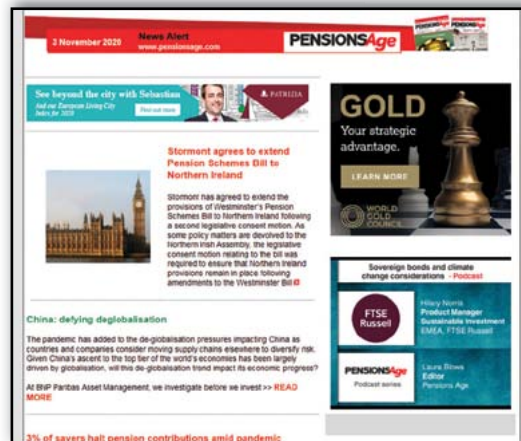 3 November 2020
News Alert
www.pensionsage.com
PENSIONSAge
See beyond the city with Sebastian
And our European Living City
Index for 2020
Find out more
PATRIZIA
Stormont agrees to extend
Pension Schemes Bill to
Northern Ireland
Stormont has agreed to extend the
provisions of Westminster's Pension
Schemes Bill to Northern Ireland following
a second legislative consent motion. As
some policy matters are devolved to the
Northern Irish Assembly, the legislative
consent motion relating to the bill was
required to ensure that Northern Ireland
provisions remain in place following
amendments to the Westminster Bill
China: defying deglobalisation
The pandemic has added to the de-globalisation pressures impacting China as
countries and companies consider moving supply chains elsewhere to diversify risk.
Given China's ascent to the top tier of the world's economies has been largely
driven by globalisation, will this de-globalisation trend impact its economic progress?
At BNP Paribas Asset Management, we investigate before we invest >> READ
MORE
3% of savers halt pension contributions amid pandemic
GOLD
Your strategic
advantage.
LEARN MORE
WORLD
GOLD
COUNCIL
Sovereign bonds and climate
change considerations - Podcast
FTSE
Russell
Hilary Norris
Product Manager
Sustainable Investment
EMEA, FTSE Russell
PENSIONSAge
Podcast series
Laura Blows
Editor
Pensions Age